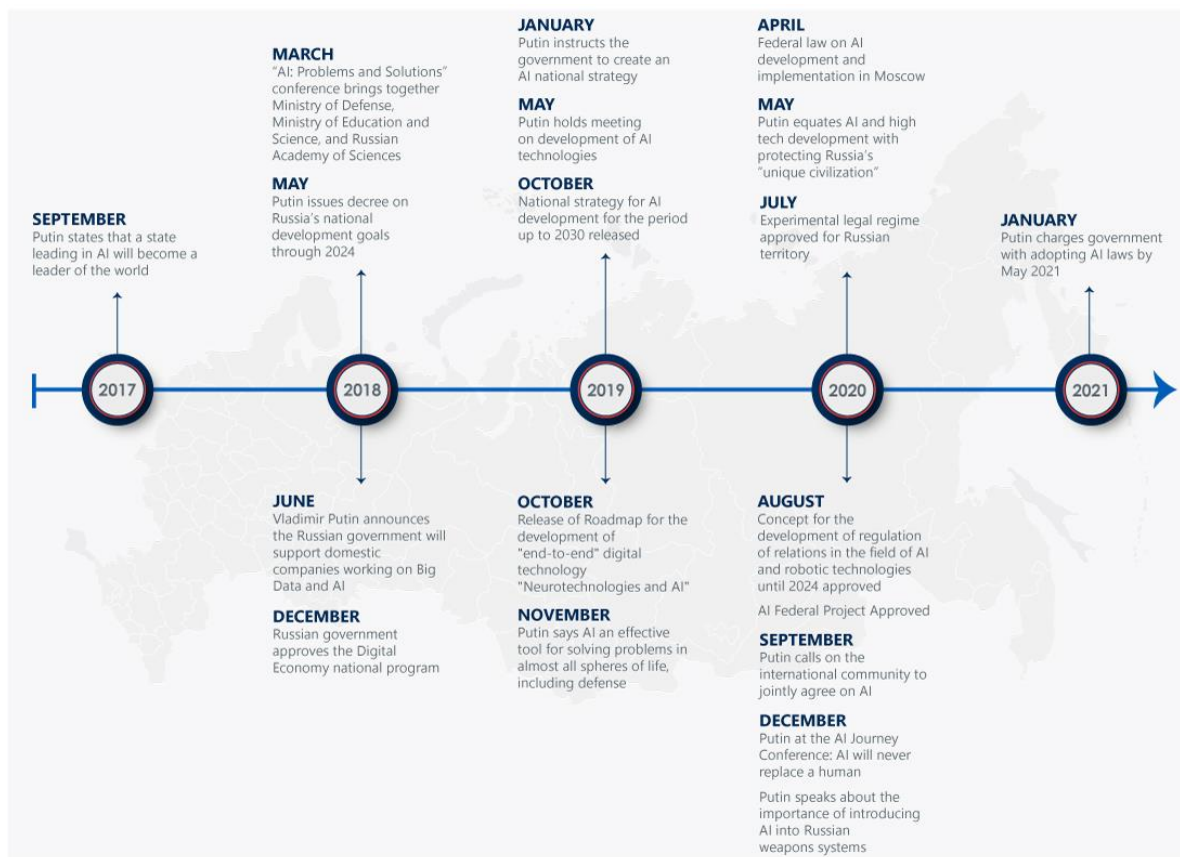 SEPTEMBER
Putin states that a state
leading in AI will become a
leader of the world
2017
MARCH
"AI: Problems and Solutions"
conference brings together
Ministry of Defense,
Ministry of Education and
Science, and Russian
Academy of Sciences
MAY
Putin issues decree on
Russia's national
development goals
through 2024
2018
JUNE
Vladimir Putin announces
the Russian government will
support domestic
companies working on Big
Data and AI
DECEMBER
Russian government
approves the Digital
Economy national program
JANUARY
Putin instructs the
government to create an
AI national strategy
MAY
Putin holds meeting
on development of AI
technologies
OCTOBER
National strategy for AI
development for the period
up to 2030 released
2019
OCTOBER
Release of Roadmap for the
development of
"end-to-end" digital
technology
"Neurotechnologies and AI"
NOVEMBER
Putin says AI an effective
tool for solving problems in
almost all spheres of life,
including defense
APRIL
Federal law on AI
development and
implementation in Moscow
MAY
Putin equates AI and high
tech development with
protecting Russia's
"unique civilization"
JULY
Experimental legal regime
approved for Russian
territory
2020
AUGUST
Concept for the
development of regulation
of relations in the field of AI
and robotic technologies
until 2024 approved
AI Federal Project Approved
SEPTEMBER
Putin calls on the
international community to
jointly agree on AI
DECEMBER
Putin at the AI Journey
Conference: AI will never
replace a human
Putin speaks about the
importance of introducing
AI into Russian
weapons systems
JANUARY
Putin charges government
with adopting AI laws by
May 2021
2021